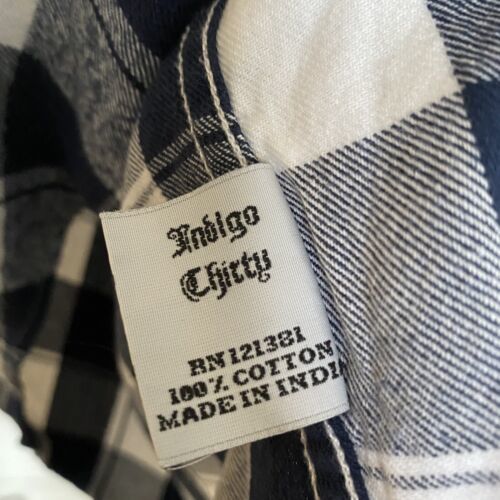 Indigo
Thirty
RN 121381
100% COTTON
MADE IN INDIA